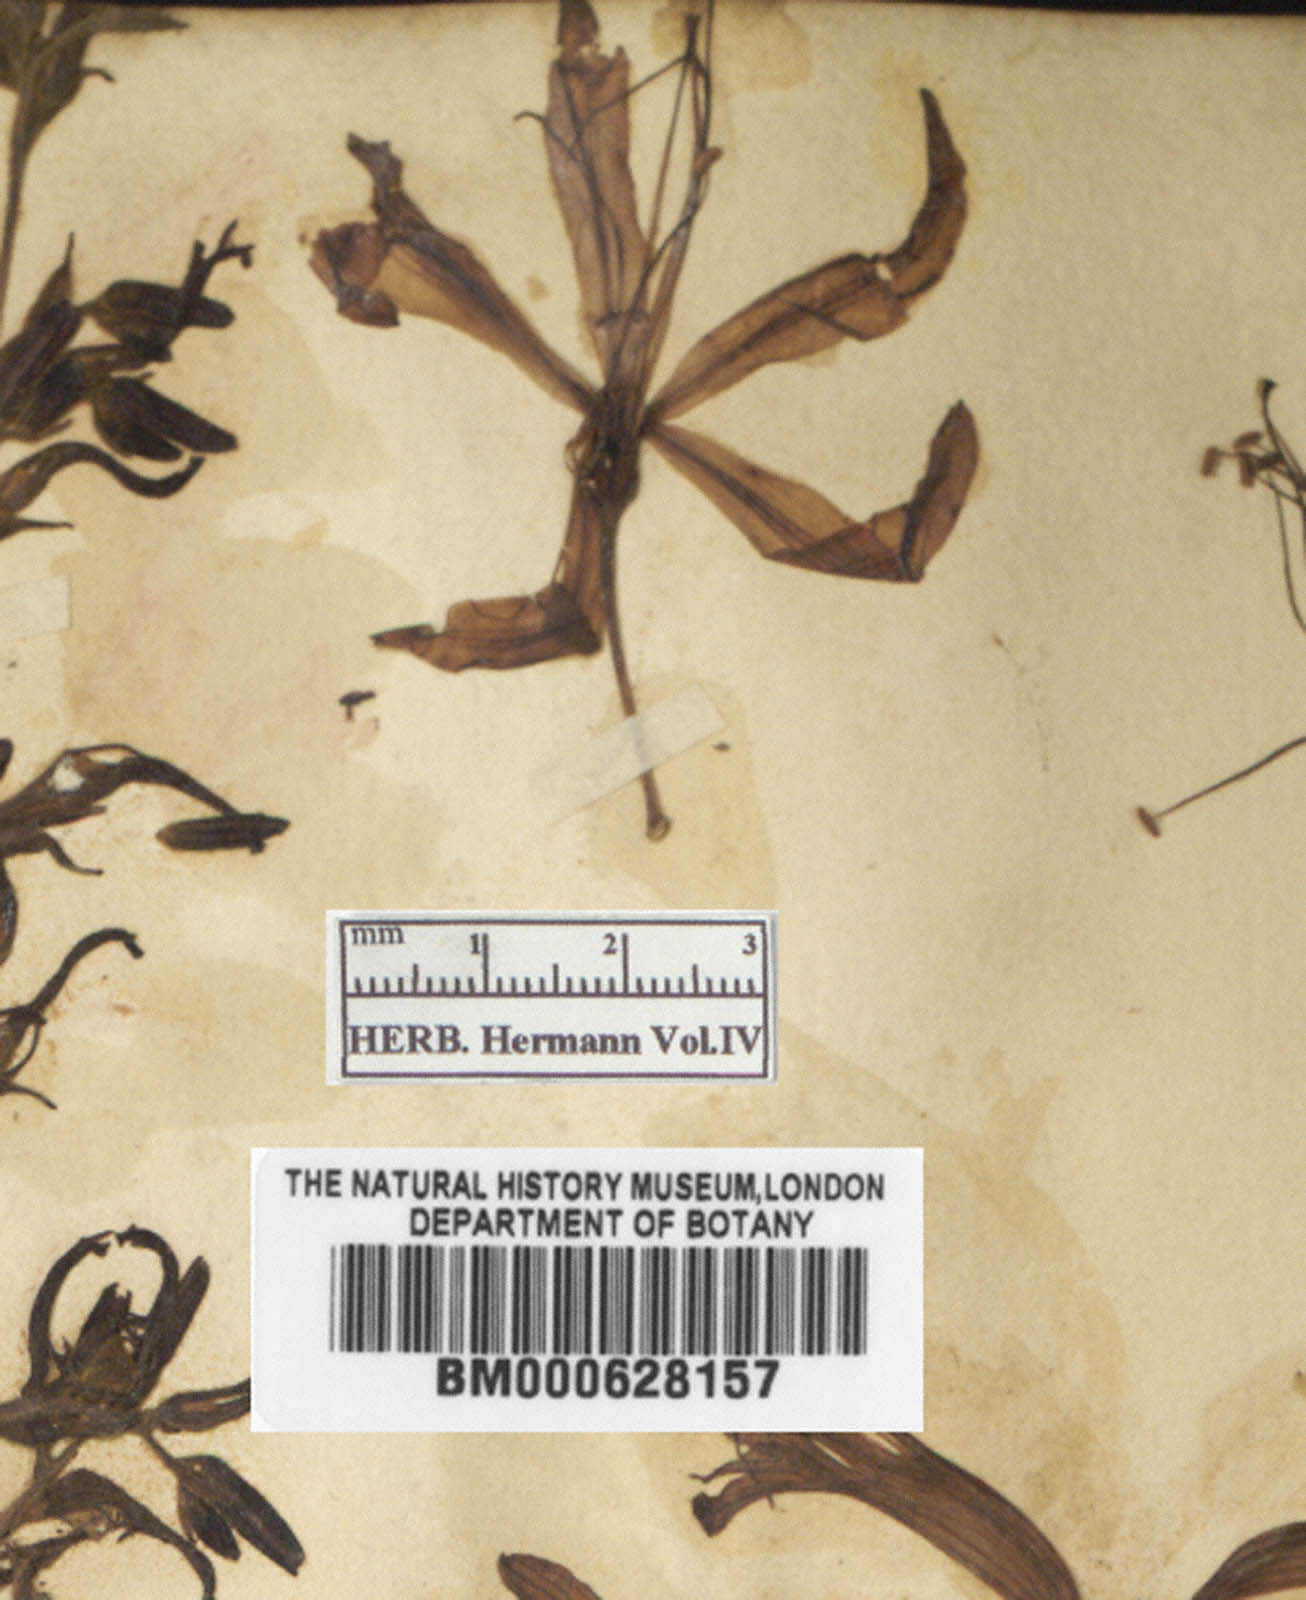 mm 1 2 3
HERB. Hermann Vol.IV
THE NATURAL HISTORY MUSEUM,LONDON
DEPARTMENT OF BOTANY
BM000628157